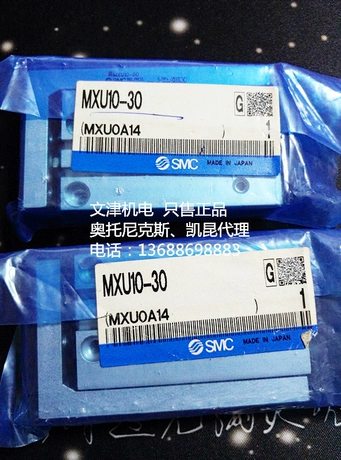 MXU10-30
G
(MXU0A14 )
1
SMC
MADE IN JAPAN
文津机电 只售正品
奥托尼克斯、凯昆代理
电话：13688698883
MXU10-30
G
(MXU0A14 )
1
SMC
MADE IN JAPAN